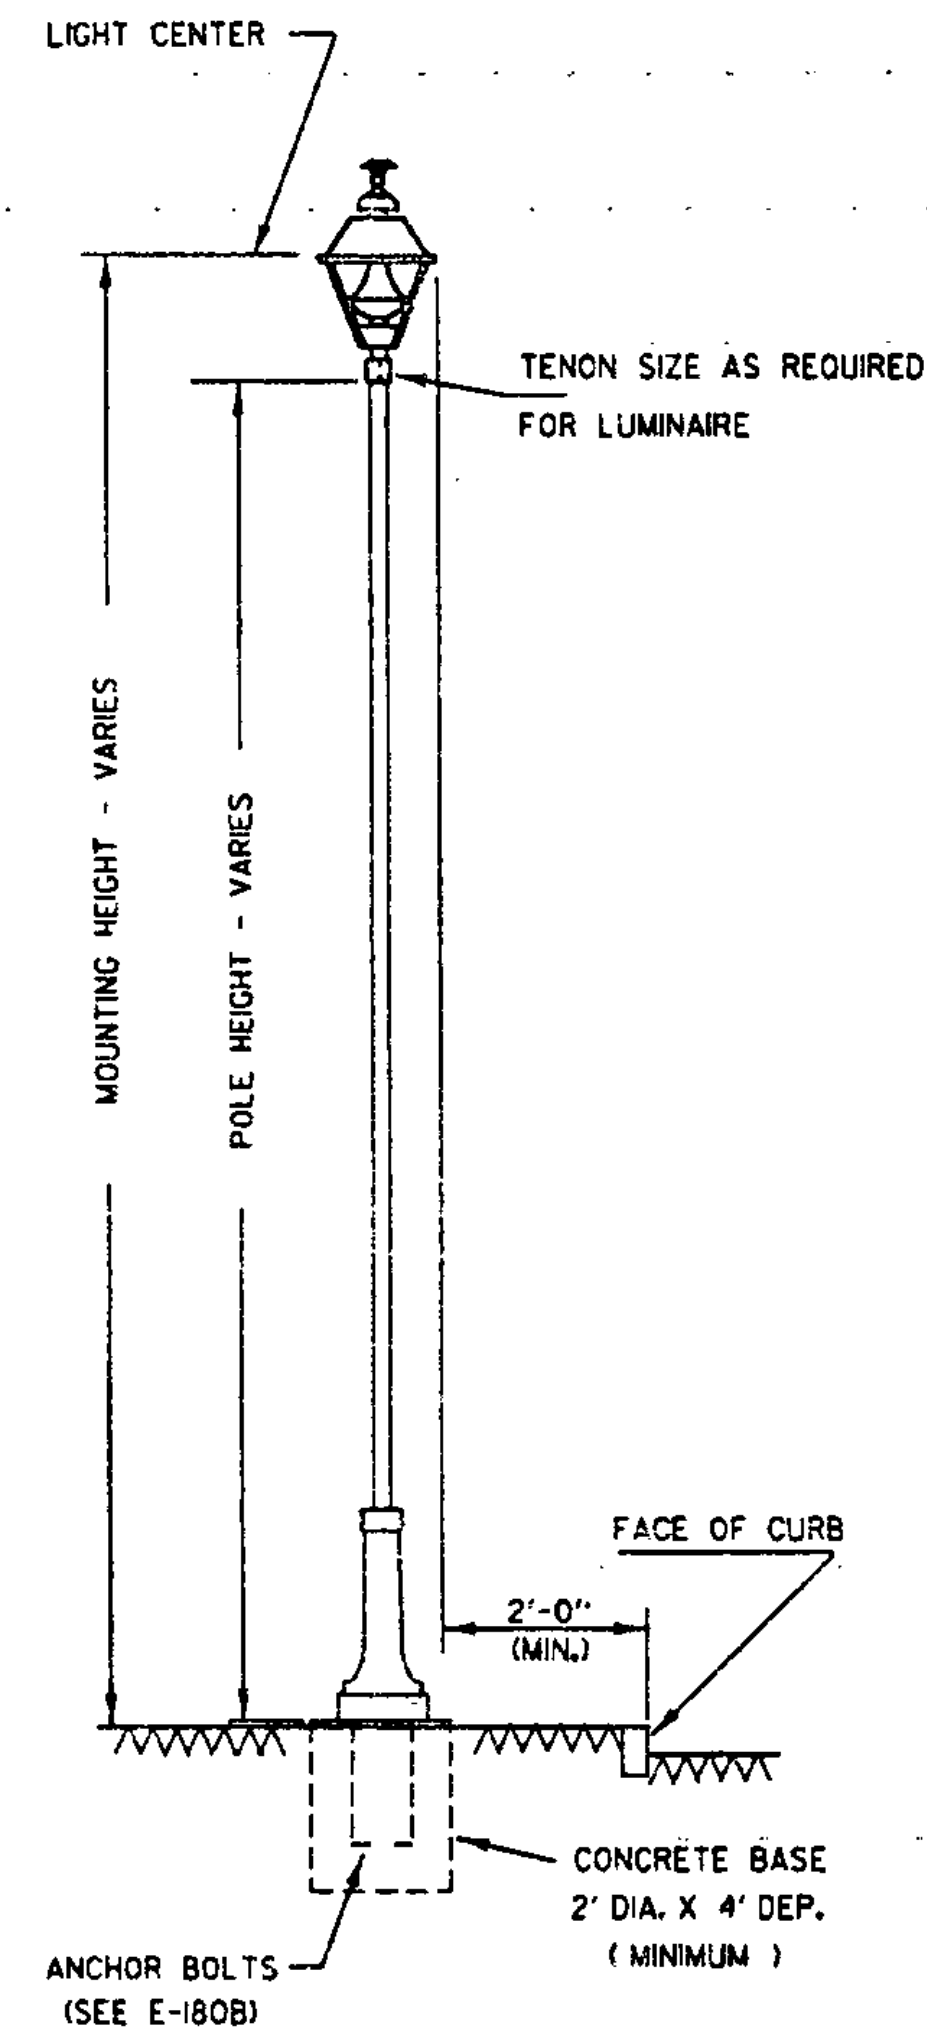 LIGHT CENTER
TENON SIZE AS REQUIRED
FOR LUMINAIRE
MOUNTING HEIGHT - VARIES
POLE HEIGHT - VARIES
FACE OF CURB
2'-0"
(MIN.)
CONCRETE BASE
2' DIA. X 4' DEP.
( MINIMUM )
ANCHOR BOLTS
(SEE E-180B)